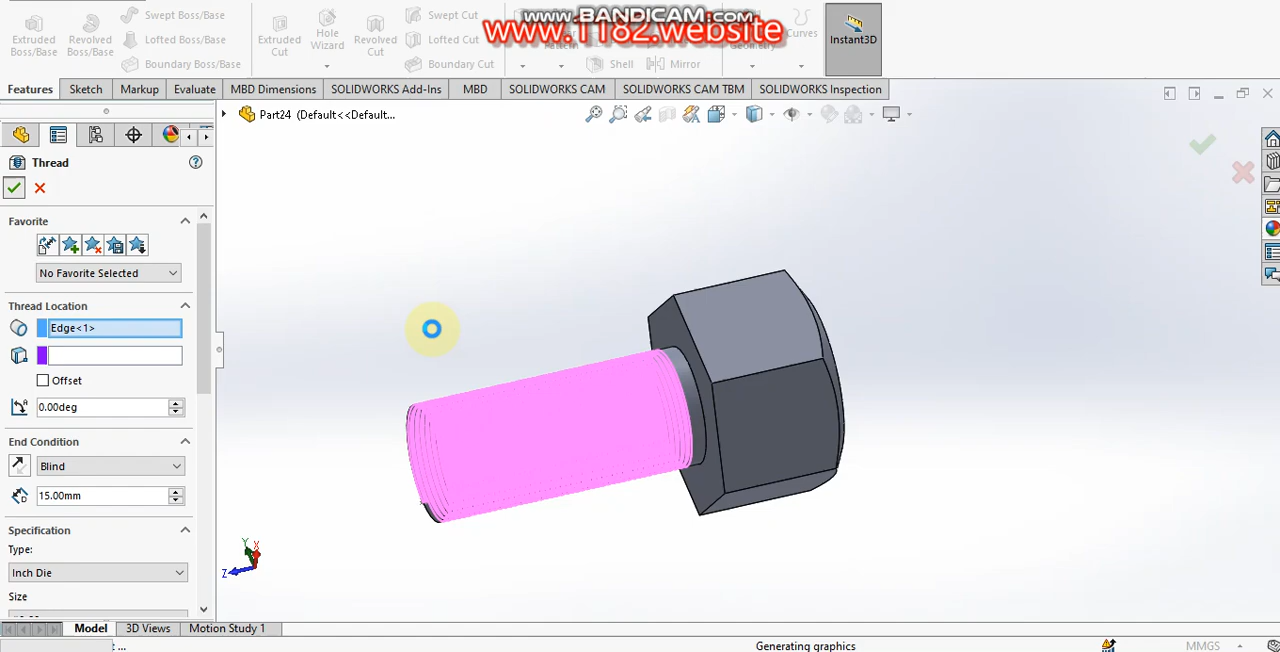 www.BANDICAM.com
www.1182.website
Extruded Boss/Base
Revolved Boss/Base
Swept Boss/Base
Lofted Boss/Base
Boundary Boss/Base
Extruded Cut
Hole Wizard
Revolved Cut
Swept Cut
Lofted Cut
Boundary Cut
Pattern
Shell
Mirror
Geometry
Curves
Instant3D
Features
Sketch
Markup
Evaluate
MBD Dimensions
SOLIDWORKS Add-Ins
MBD
SOLIDWORKS CAM
SOLIDWORKS CAM TBM
SOLIDWORKS Inspection
Part24 (Default<<Default...
Thread
Favorite
No Favorite Selected
Thread Location
Edge<1>
Offset
0.00deg
End Condition
Blind
15.00mm
Specification
Type:
Inch Die
Size
Y
X
Z
Model
3D Views
Motion Study 1
: ...
Generating graphics
MMGS